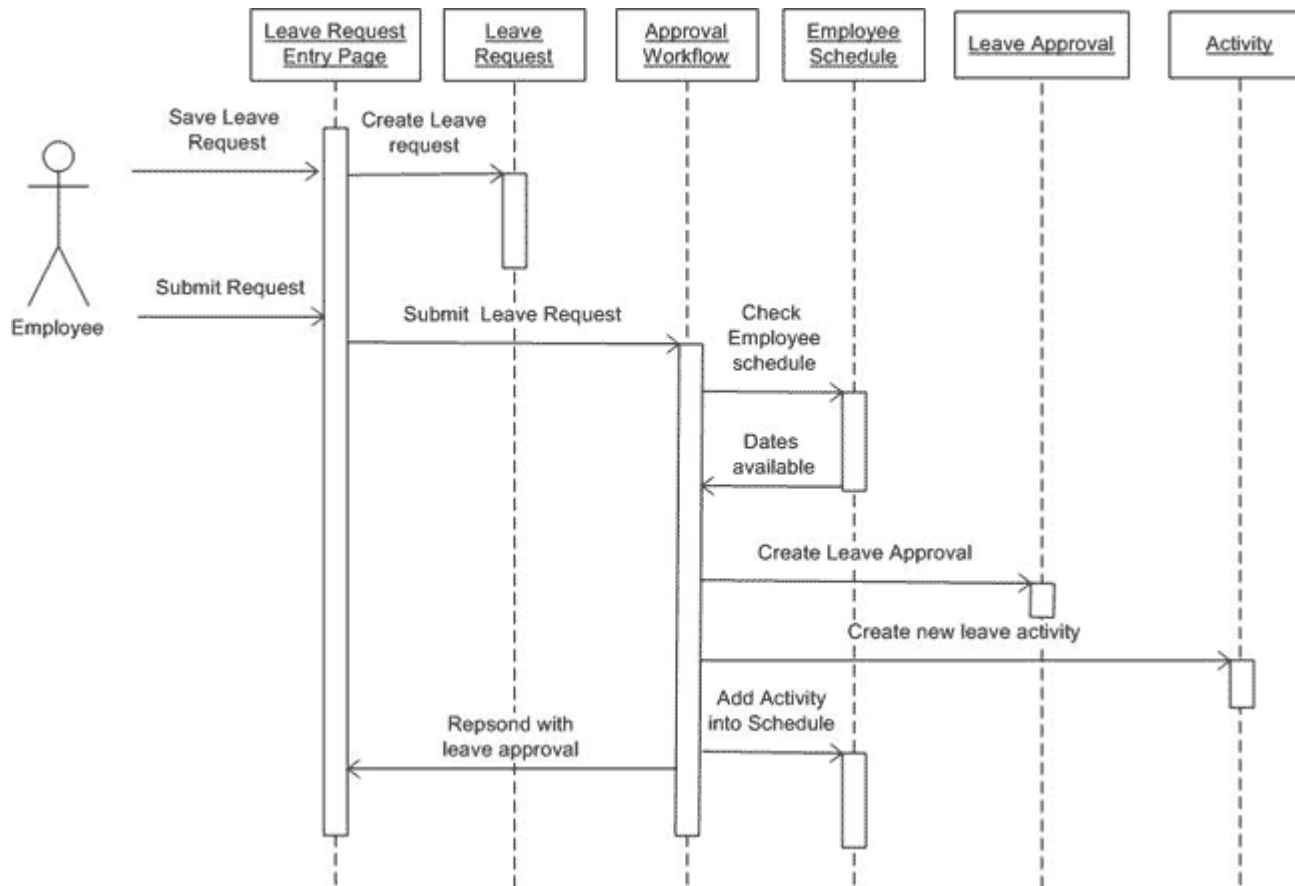 Leave Request
Entry Page
Leave
Request
Approval
Workflow
Employee
Schedule
Leave Approval
Activity
Save Leave
Request
Create Leave
request
Employee
Submit Request
Submit Leave Request
Check
Employee
schedule
Dates
available
Create Leave Approval
Create new leave activity
Add Activity
into Schedule
Repsond with
leave approval